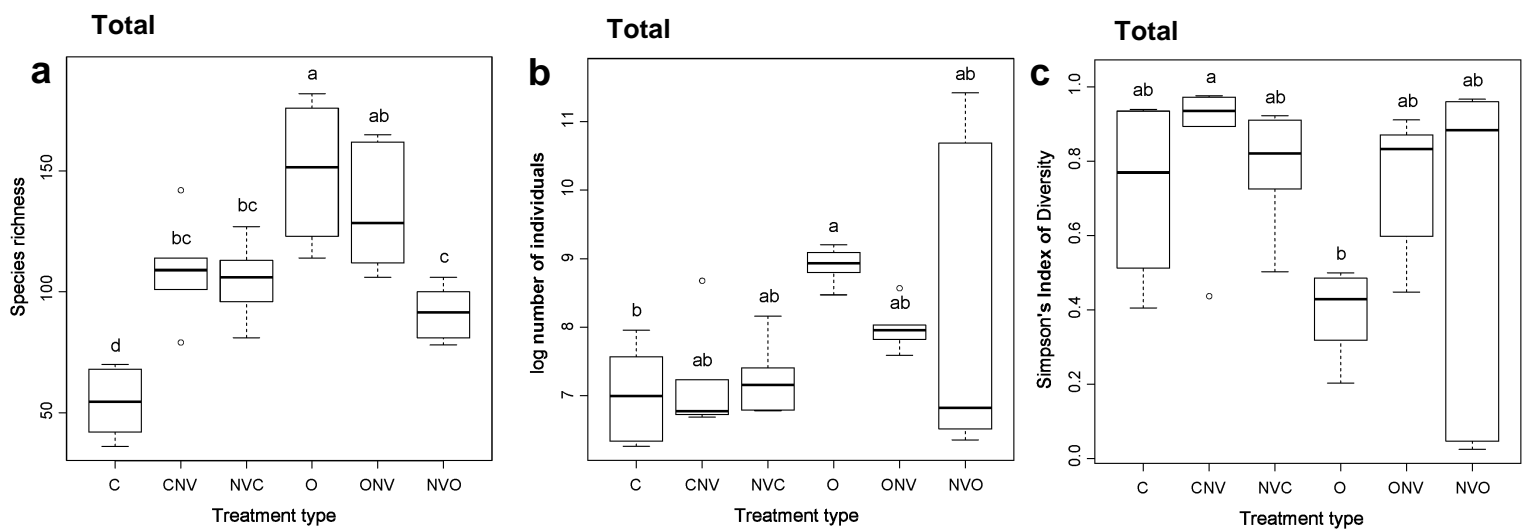 Total
a
Species richness
50
100
150
d
bc
bc
a
ab
c
C CNV NVC O ONV NVO
Treatment type
Total
b
log number of individuals
7
8
9
10
11
b
ab
ab
a
ab
ab
C CNV NVC O ONV NVO
Treatment type
Total
c
Simpson's Index of Diversity
0.0
0.2
0.4
0.6
0.8
1.0
ab
a
ab
b
ab
ab
C CNV NVC O ONV NVO
Treatment type